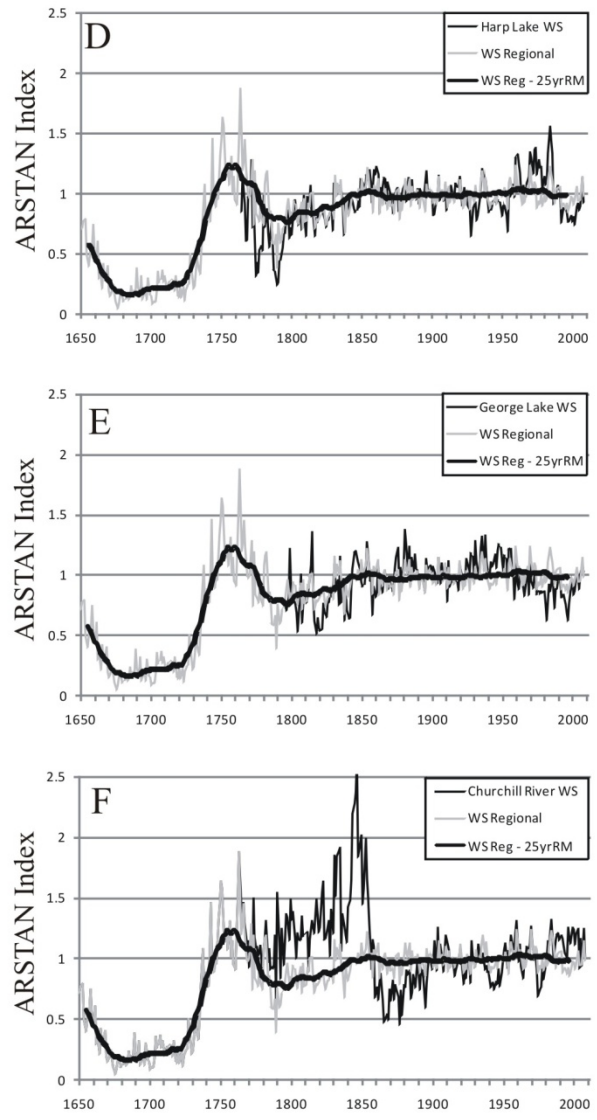 D
Harp Lake WS
WS Regional
WS Reg - 25yrRM
ARSTAN Index
2.5
2
1.5
1
0.5
0
1650 1700 1750 1800 1850 1900 1950 2000
E
George Lake WS
WS Regional
WS Reg - 25yrRM
ARSTAN Index
2.5
2
1.5
1
0.5
0
1650 1700 1750 1800 1850 1900 1950 2000
F
Churchill River WS
WS Regional
WS Reg - 25yrRM
ARSTAN Index
2.5
2
1.5
1
0.5
0
1650 1700 1750 1800 1850 1900 1950 2000